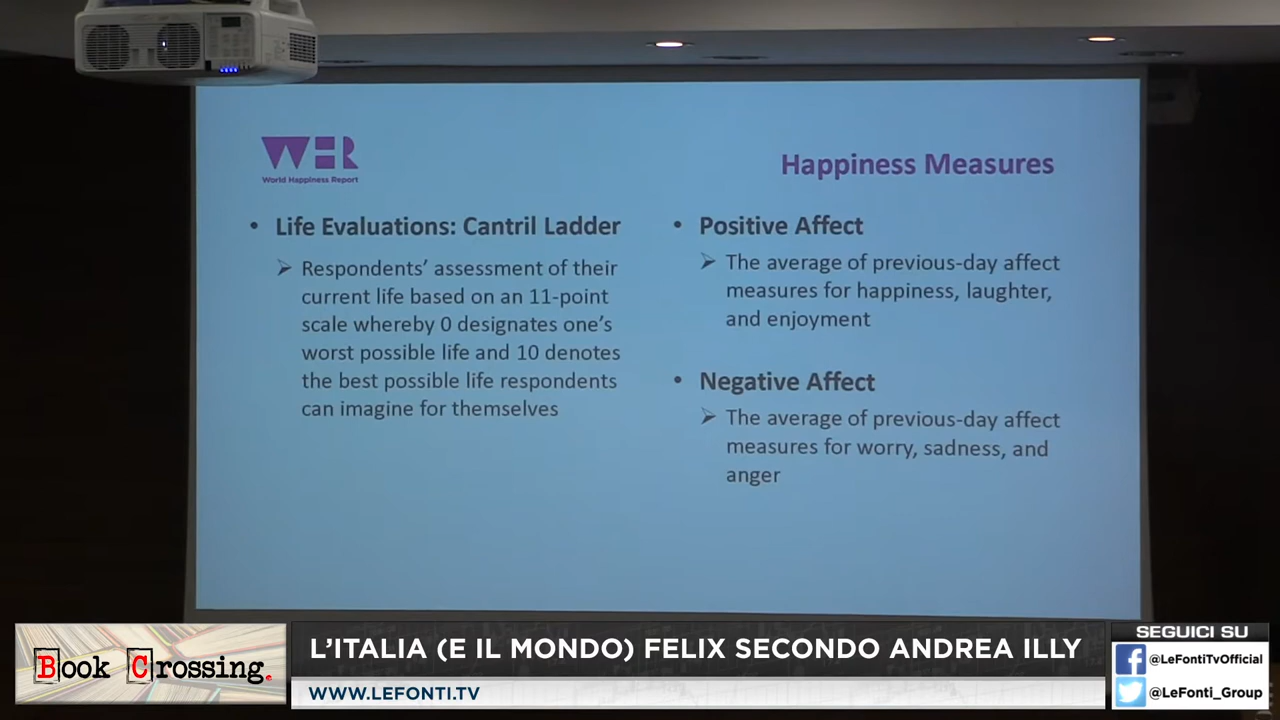 WHR
World Happiness Report
Happiness Measures
• Life Evaluations: Cantril Ladder
➢ Respondents’ assessment of their
current life based on an 11-point
scale whereby 0 designates one’s
worst possible life and 10 denotes
the best possible life respondents
can imagine for themselves
• Positive Affect
➢ The average of previous-day affect
measures for happiness, laughter,
and enjoyment
• Negative Affect
➢ The average of previous-day affect
measures for worry, sadness, and
anger
Book Crossing.
L’ITALIA (E IL MONDO) FELIX SECONDO ANDREA ILLY
WWW.LEFONTI.TV
SEGUICI SU
@LeFontiTvOfficial
@LeFonti_Group